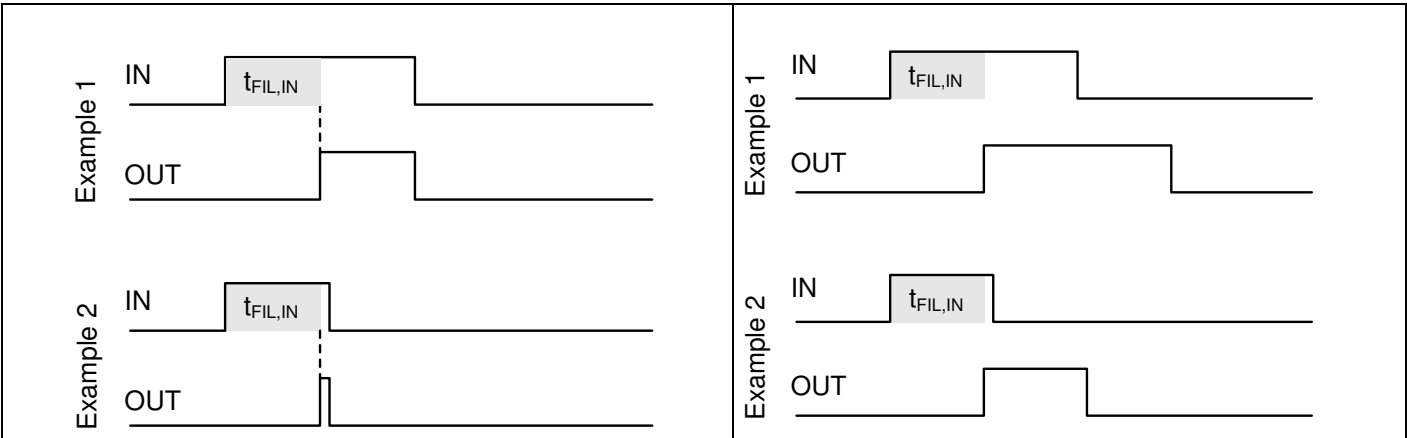 Example 1
IN
tFIL,IN
OUT
Example 2
IN
tFIL,IN
OUT
Example 1
IN
tFIL,IN
OUT
Example 2
IN
tFIL,IN
OUT